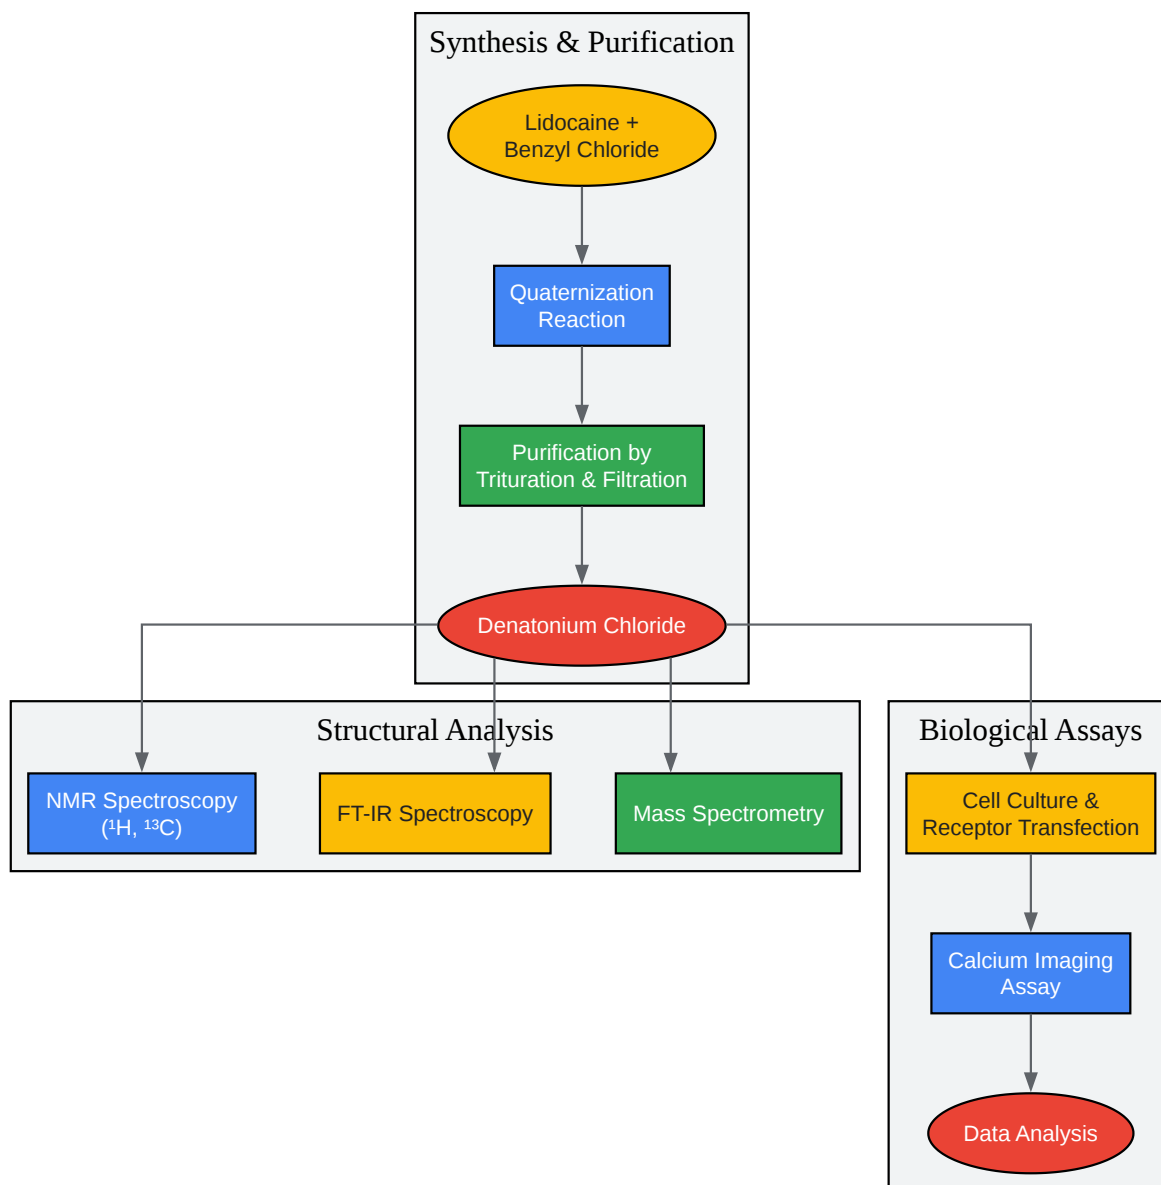 Synthesis & Purification
Lidocaine +
Benzyl Chloride
Quaternization
Reaction
Purification by
Trituration & Filtration
Denatonium Chloride
Structural Analysis
NMR Spectroscopy
(¹H, ¹³C)
FT-IR Spectroscopy
Mass Spectrometry
Biological Assays
Cell Culture &
Receptor Transfection
Calcium Imaging
Assay
Data Analysis